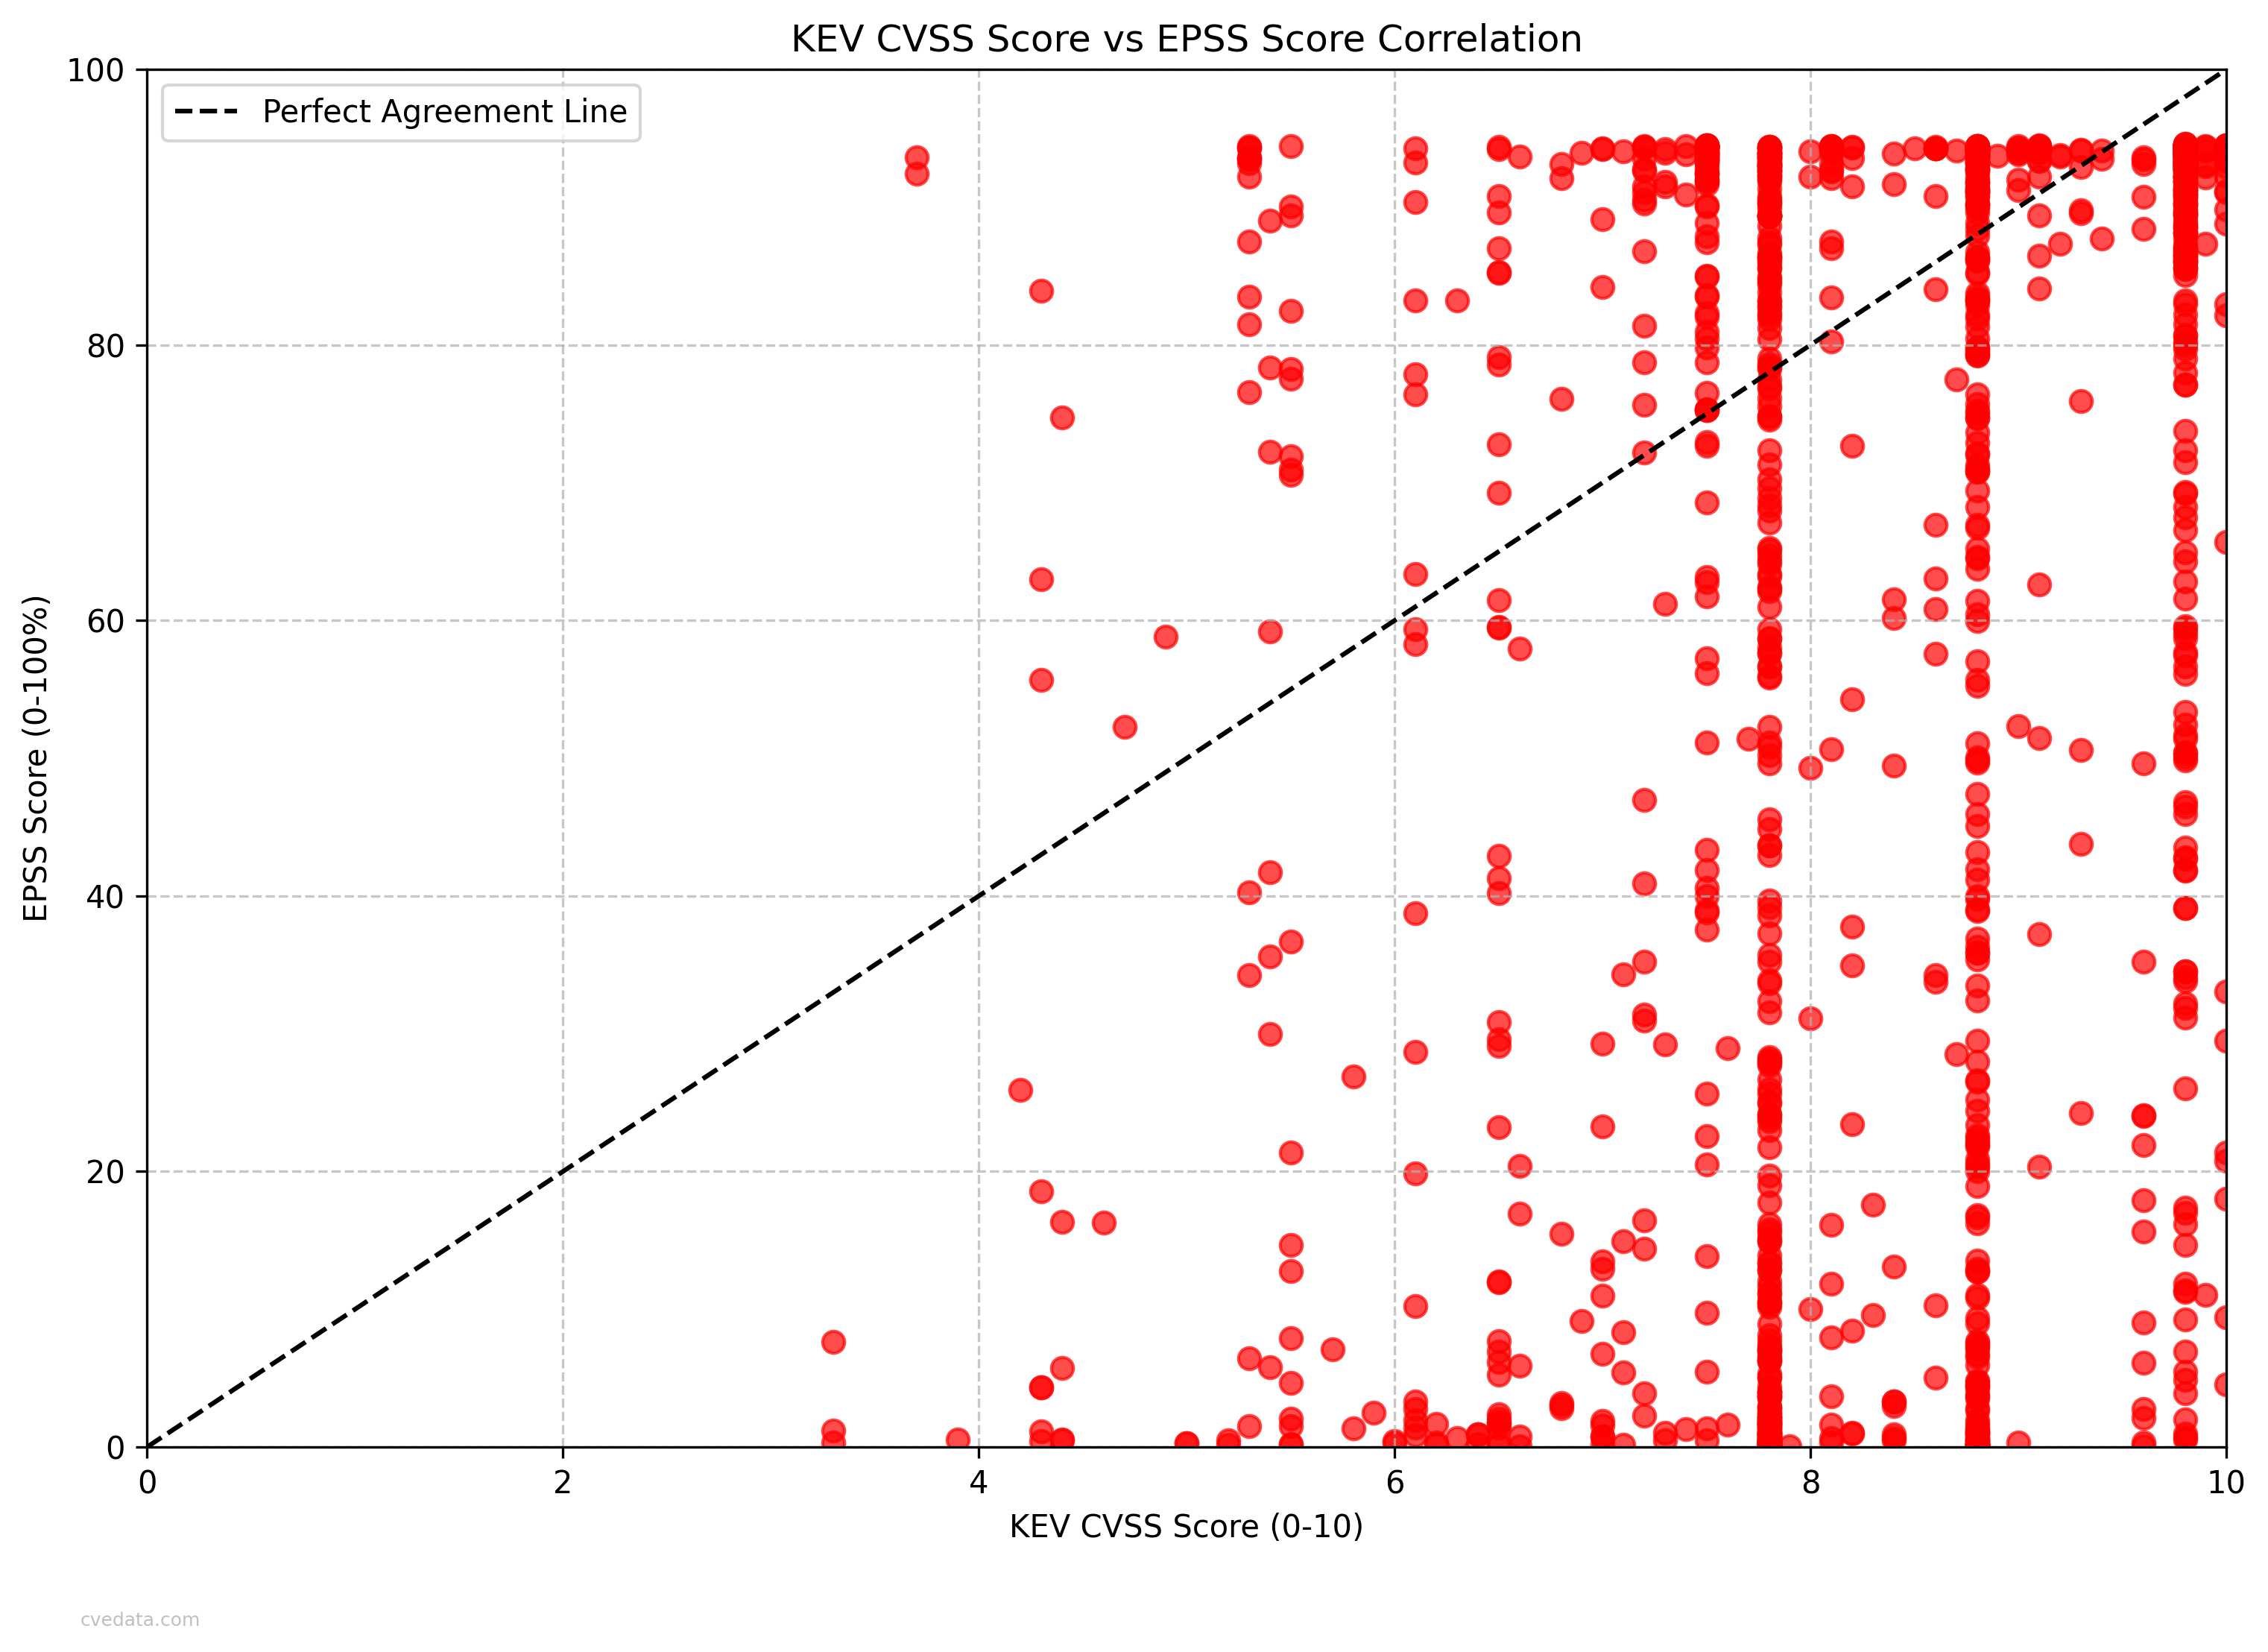 KEV CVSS Score vs EPSS Score Correlation
100
Perfect Agreement Line
80
60
40
20
0
EPSS Score (0-100%)
0 2 4 6 8 10
KEV CVSS Score (0-10)
cvedata.com